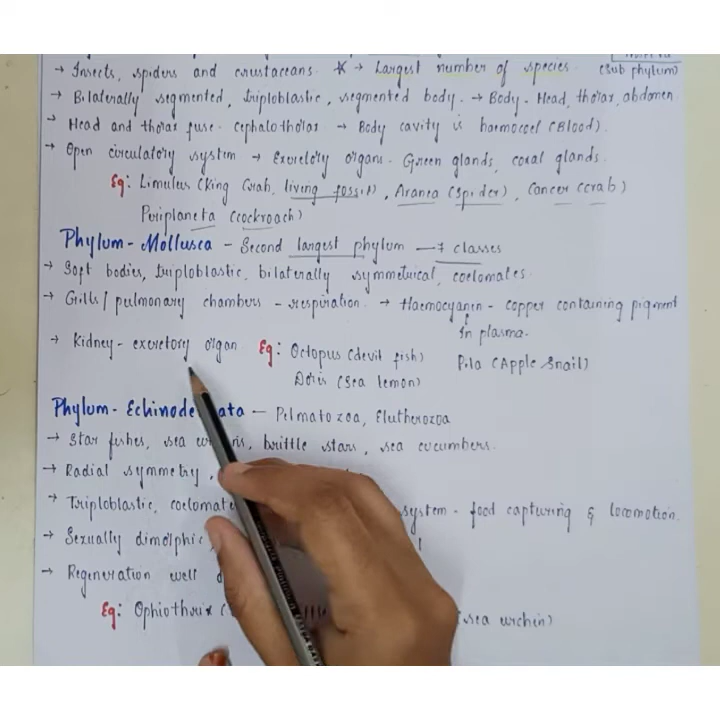 → Insects, spiders and crustaceans. * → Largest number of species. (Sub phylum)
→ Bilaterally segmented, triploblastic, segmented body. → Body - Head, thorax, abdomen
→ Head and thorax fuse - cephalothorax → Body cavity is haemocoel (Blood).
→ Open circulatory system → Excretory organs - Green glands, coxal glands.
Eg: Limulus (King Crab, living fossil), Aranea (Spider), Cancer (crab)
Periplaneta (cockroach)
Phylum - Mollusca - Second largest phylum — 7 classes
→ Soft bodies, triploblastic, bilaterally symmetrical, coelomates.
→ Gills / pulmonary chambers - respiration. → Haemocyanin - copper containing pigment
In plasma.
→ Kidney - excretory organ Eg: Octopus (devil fish) Pila (Apple Snail)
Doris (Sea lemon)
Phylum - Echinode ata — Pelmatozoa, Elutherozoa
→ Star fishes, sea ns, brittle stars, sea cucumbers.
→ Radial symmetry,
→ Triploblastic, coelomate system - food capturing & locomotion.
→ Sexually dimorphic
→ Regeneration well d
Eg: Ophiothrix ( (sea urchin)